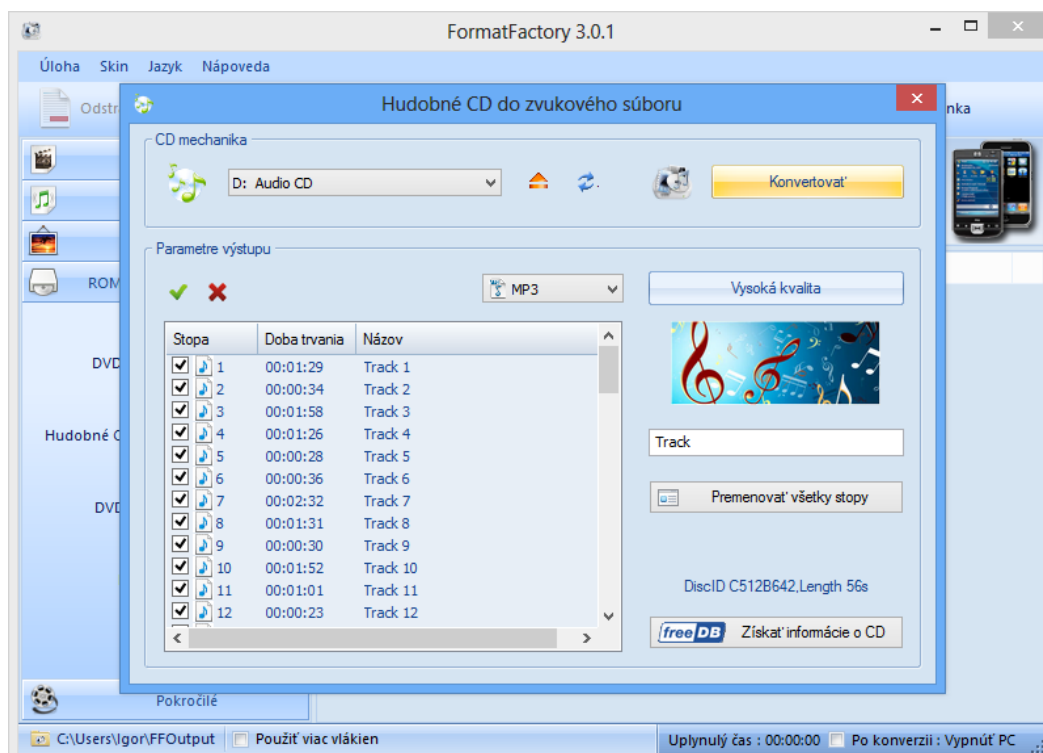 FormatFactory 3.0.1
Úloha Skin Jazyk Nápoveda
Hudobné CD do zvukového súboru
CD mechanika
D: Audio CD
Konvertovať
Parametre výstupu
MP3
Vysoká kvalita
Stopa Doba trvania Názov
1 00:01:29 Track 1
2 00:00:34 Track 2
3 00:01:58 Track 3
4 00:01:26 Track 4
5 00:00:28 Track 5
6 00:00:36 Track 6
7 00:02:32 Track 7
8 00:01:31 Track 8
9 00:00:30 Track 9
10 00:01:52 Track 10
11 00:01:01 Track 11
12 00:00:23 Track 12
Track
Premenovať všetky stopy
DiscID C512B642,Length 56s
free DB Získať informácie o CD
ROM
DVD
Hudobné
DVD
Pokročilé
C:\Users\Igor\FFOutput Použiť viac vlákien Uplynulý čas : 00:00:00 Po konverzii : Vypnúť PC